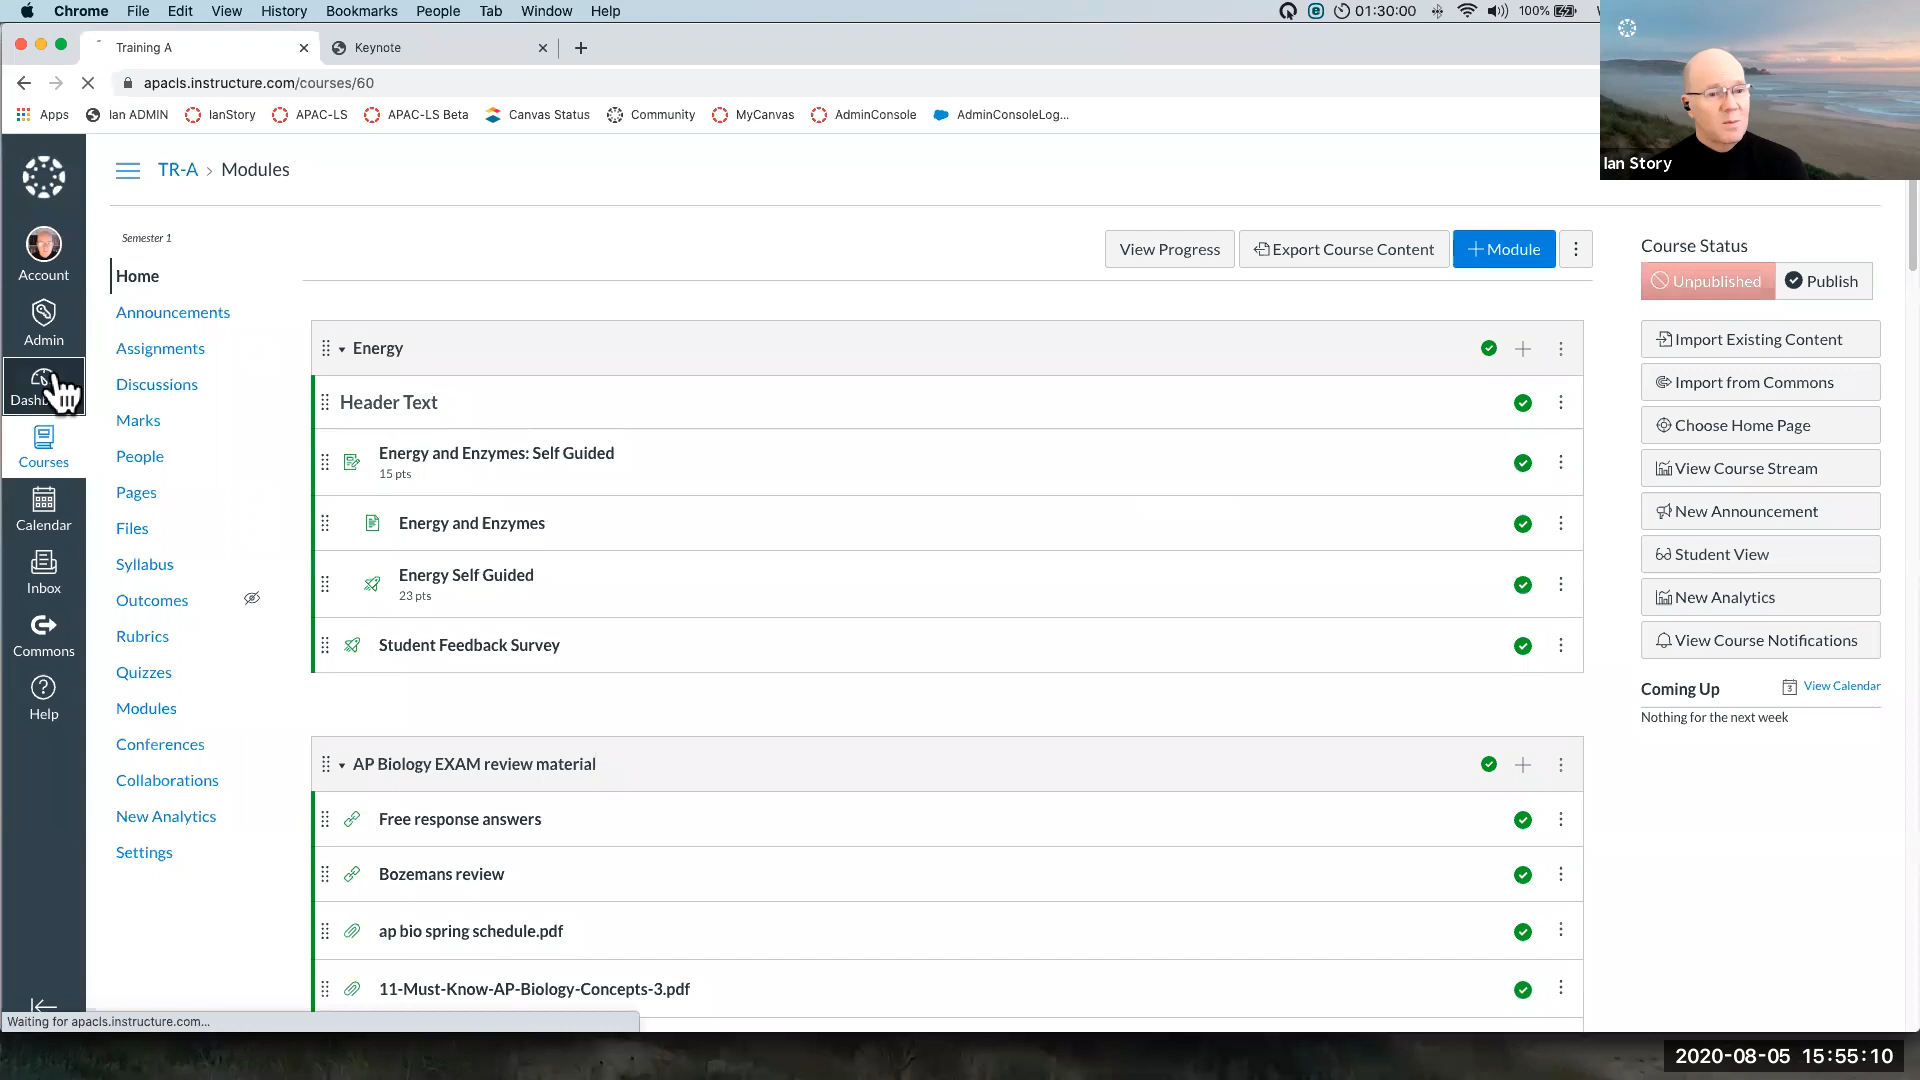 Chrome File Edit View History Bookmarks People Tab Window Help
01:30:00 100%
Training A
Keynote
apacls.instructure.com/courses/60
Apps Ian ADMIN IanStory APAC-LS APAC-LS Beta Canvas Status Community MyCanvas AdminConsole AdminConsoleLog...
Ian Story
TR-A > Modules
Account
Admin
Courses
Calendar
Inbox
Commons
Help
Semester 1
Home
Announcements
Assignments
Discussions
Marks
People
Pages
Files
Syllabus
Outcomes
Rubrics
Quizzes
Modules
Conferences
Collaborations
New Analytics
Settings
View Progress Export Course Content + Module
Energy
Header Text
Energy and Enzymes: Self Guided
15 pts
Energy and Enzymes
Energy Self Guided
23 pts
Student Feedback Survey
AP Biology EXAM review material
Free response answers
Bozemans review
ap bio spring schedule.pdf
11-Must-Know-AP-Biology-Concepts-3.pdf
Course Status
Unpublished Publish
Import Existing Content
Import from Commons
Choose Home Page
View Course Stream
New Announcement
Student View
New Analytics
View Course Notifications
Coming Up 3 View Calendar
Nothing for the next week
Waiting for apacls.instructure.com...
2020-08-05 15:55:10